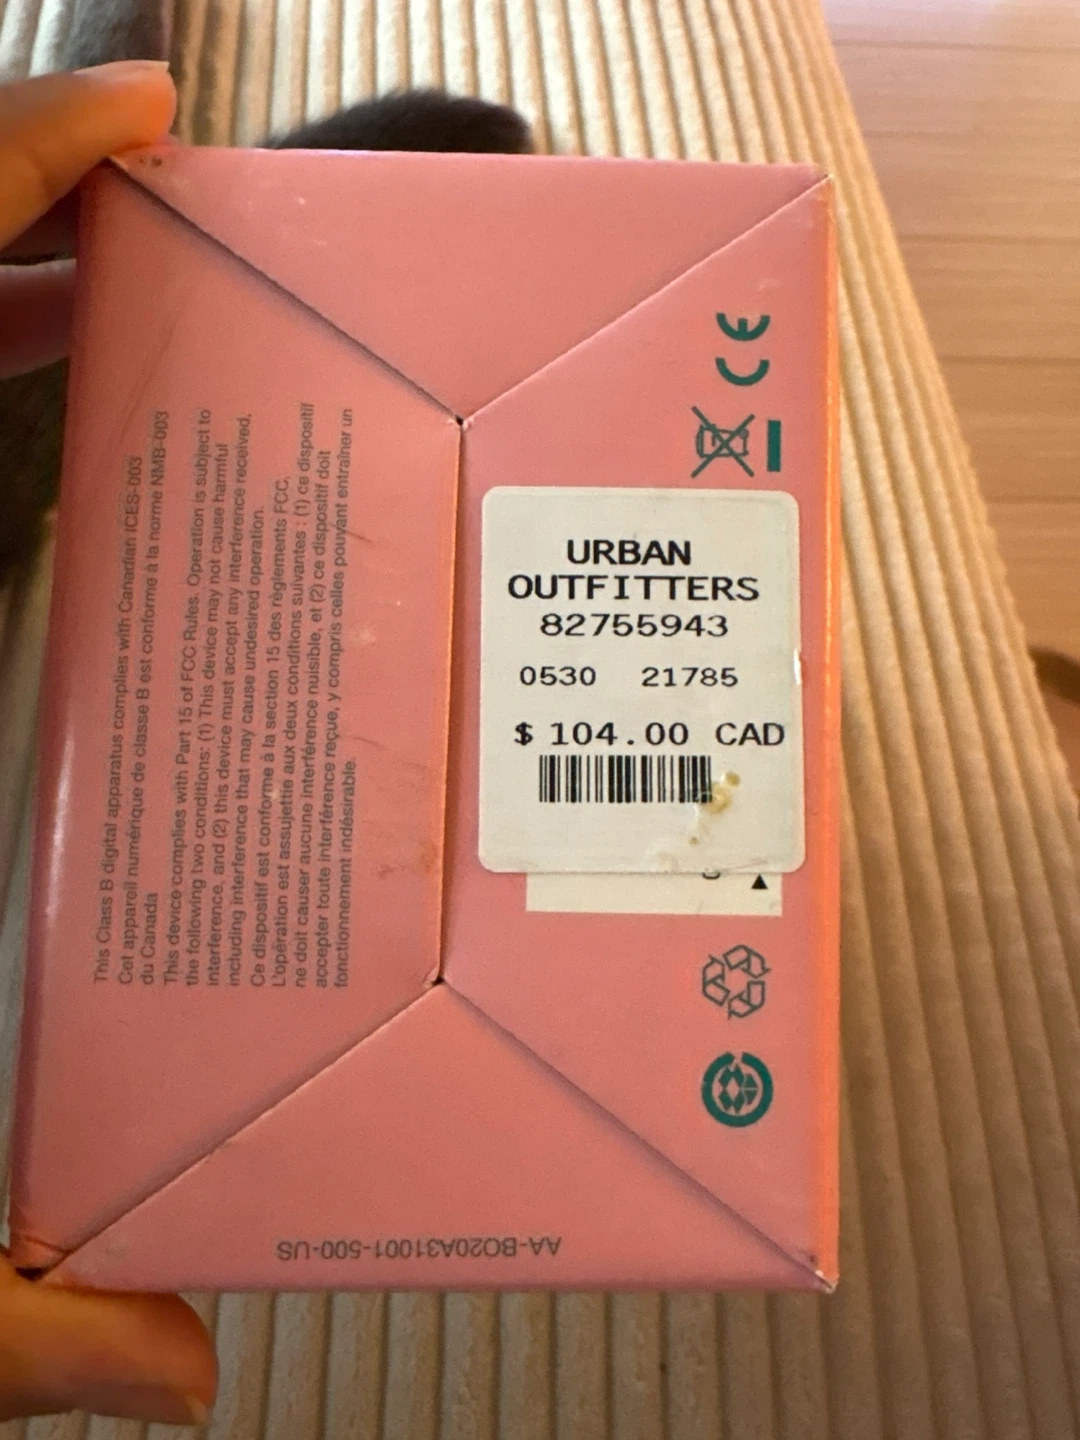 URBAN
OUTFITTERS
82755943
0530 21785
$ 104.00 CAD
This Class B digital apparatus complies with Canadian ICES-003
Cet appareil numérique de classe B est conforme à la norme NMB-003
du Canada
This device complies with Part 15 of FCC Rules. Operation is subject to
the following two conditions: (1) This device may not cause harmful
interference, and (2) this device must accept any interference received,
including interference that may cause undesired operation.
Ce dispositif est conforme à la section 15 des règlements FCC.
L'opération est assujettie aux deux conditions suivantes : (1) ce dispositif
ne doit causer aucune interférence nuisible, et (2) ce dispositif doit
accepter toute interférence reçue, y compris celles pouvant entraîner un
fonctionnement indésirable.
CE
AA-BO20A31001-500-US